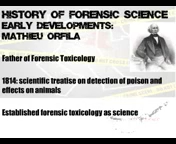 HISTORY OF FORENSIC SCIENCE
EARLY DEVELOPMENTS:
MATHIEU ORFILA
Father of Forensic Toxicology
1814: scientific treatise on detection of poison and
effects on animals
Established forensic toxicology as science